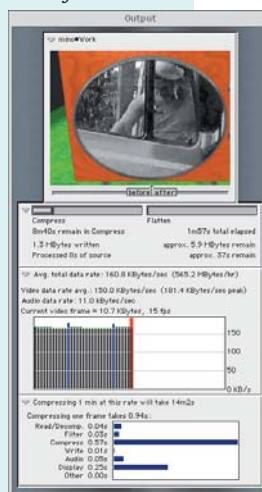 Output
mino Work
before after
Compress Flatten
8m40s remain in Compress 1m57s total elapsed
1.3 MBytes written approx. 5.9 MBytes remain
Processed 8s of source approx. 37s remain
Avg. total data rate: 160.8 KBytes/sec (565.2 MBytes/hr)
Video data rate avg.: 150.0 KBytes/sec (181.4 KBytes/sec peak)
Audio data rate: 11.0 KBytes/sec
Current video frame = 10.7 KBytes, 15 fps
150
100
50
0 KB/s
Compressing 1 min at this rate will take 14m2s
Compressing one frame takes 0.94s:
Read/Decomp. 0.04s
Filter 0.03s
Compress 0.57s
Write 0.01s
Audio 0.05s
Display 0.25s
Other 0.00s